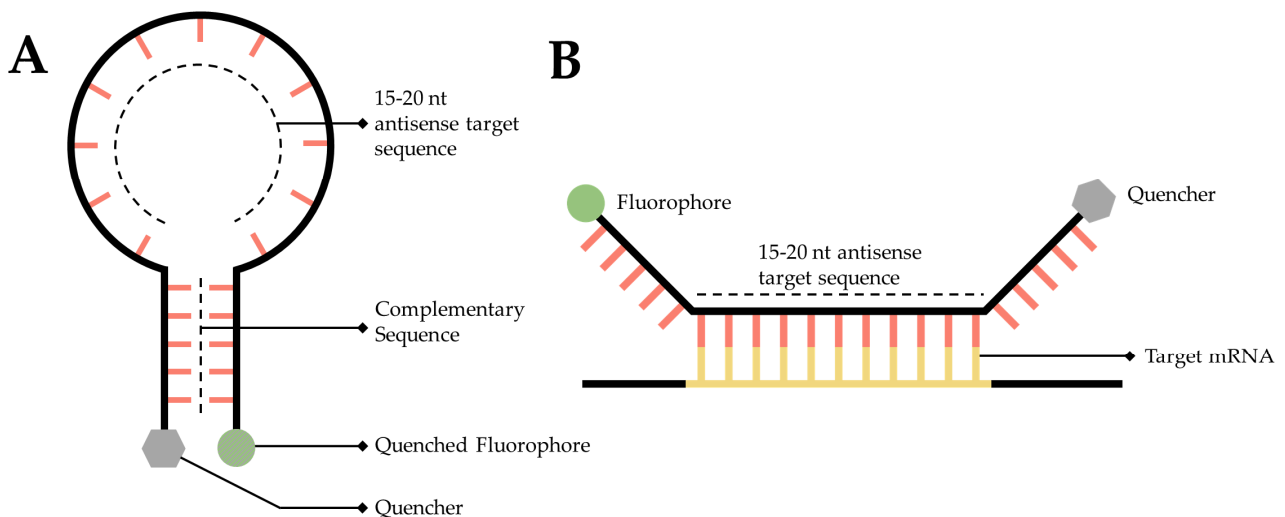 A
15-20 nt
antisense target
sequence
Complementary
Sequence
Quenched Fluorophore
Quencher
B
Fluorophore
Quencher
15-20 nt antisense
target sequence
Target mRNA